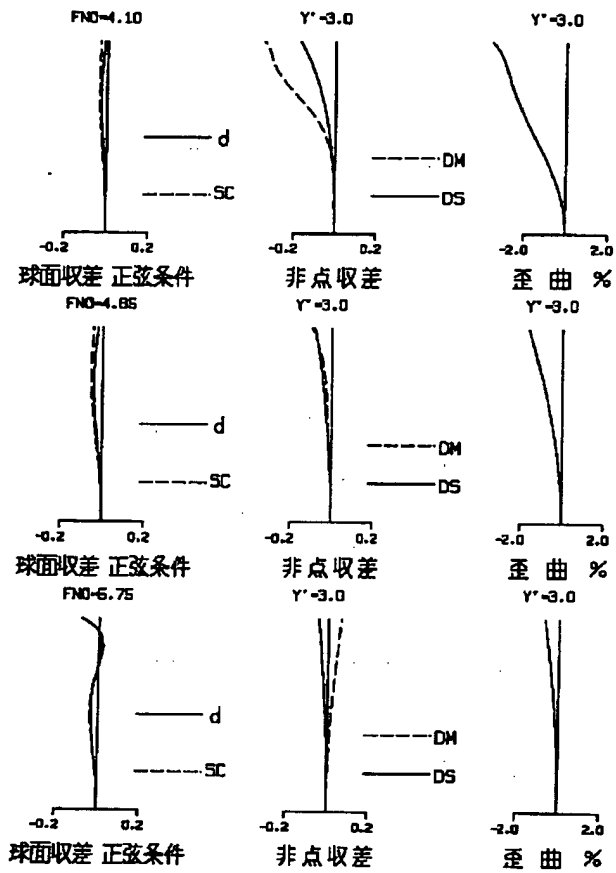 FNO=4.10 Y'=3.0 Y'=3.0
d
DM
SC
DS
-0.2 0.2 -0.2 0.2 -2.0 2.0
球面収差 正弦条件 非点収差 歪曲 %
FNO=4.85 Y'=3.0 Y'=3.0
d
DM
SC
DS
-0.2 0.2 -0.2 0.2 -2.0 2.0
球面収差 正弦条件 非点収差 歪曲 %
FNO=5.75 Y'=3.0 Y'=3.0
d
DM
SC
DS
-0.2 0.2 -0.2 0.2 -2.0 2.0
球面収差 正弦条件 非点収差 歪曲 %